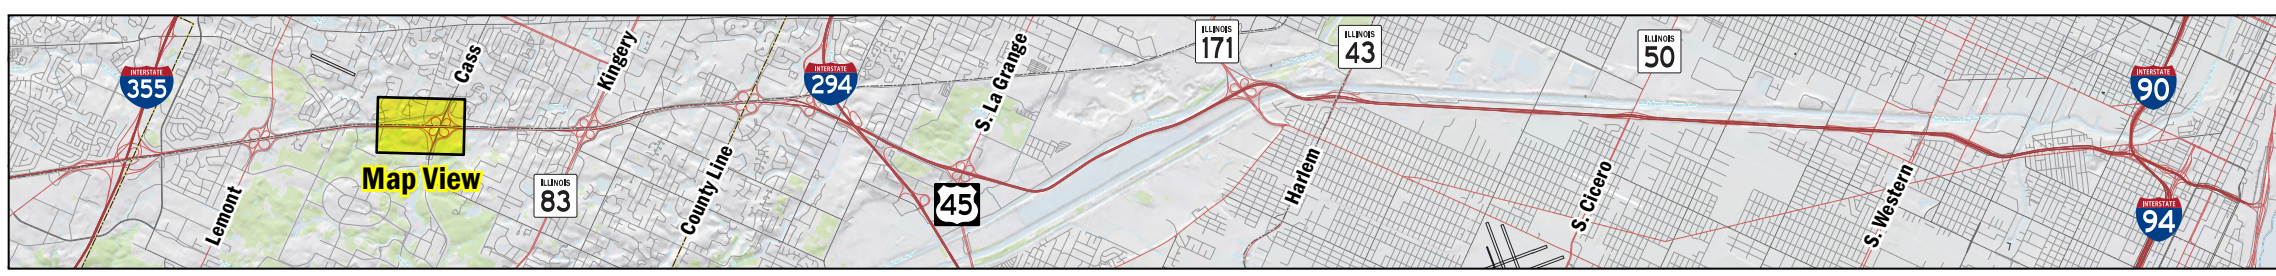 INTERSTATE
355
Lemont
Map View
Cass
ILLINOIS
83
Kingery
County Line
INTERSTATE
294
S. La Grange
45
ILLINOIS
171
Harlem
ILLINOIS
43
S. Cicero
ILLINOIS
50
S. Western
INTERSTATE
90
INTERSTATE
94